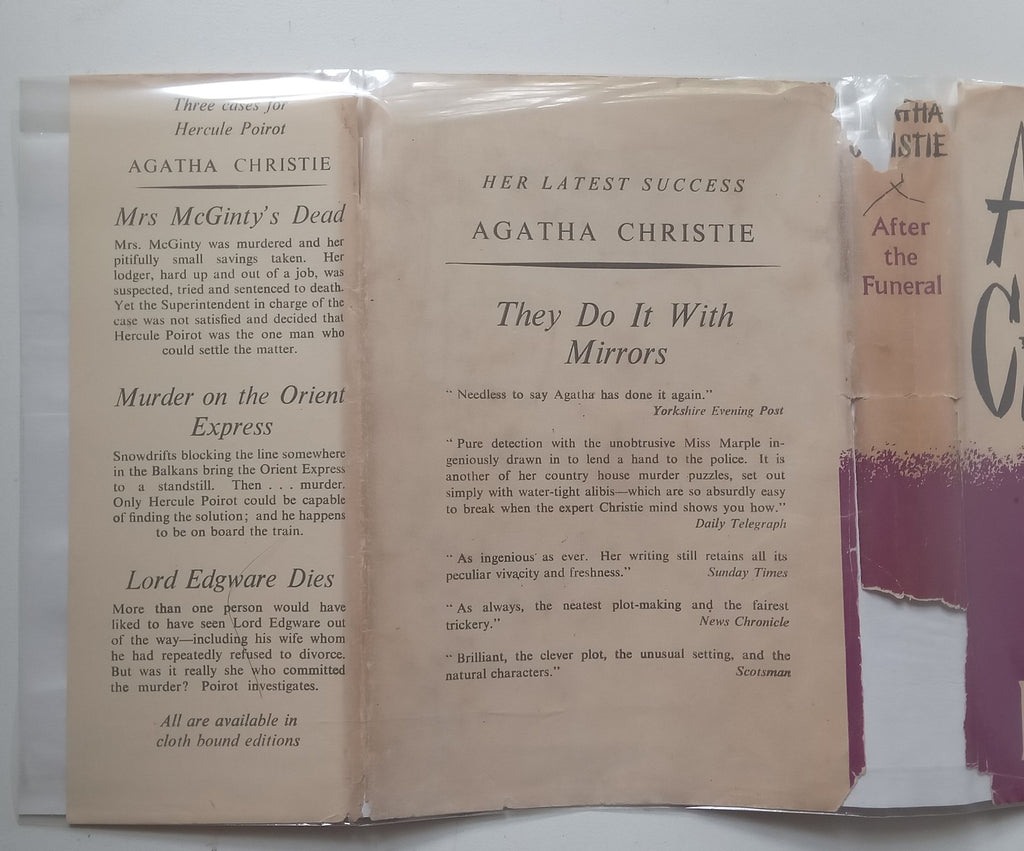 Three cases for
Hercule Poirot
AGATHA CHRISTIE
Mrs McGinty's Dead
Mrs. McGinty was murdered and her
pitifully small savings taken. Her
lodger, hard up and out of a job, was
suspected, tried and sentenced to death.
Yet the Superintendent in charge of the
case was not satisfied and decided that
Hercule Poirot was the one man who
could settle the matter.
Murder on the Orient
Express
Snowdrifts blocking the line somewhere
in the Balkans bring the Orient Express
to a standstill. Then . . . murder.
Only Hercule Poirot could be capable
of finding the solution; and he happens
to be on board the train.
Lord Edgware Dies
More than one person would have
liked to have seen Lord Edgware out
of the way—including his wife whom
he had repeatedly refused to divorce.
But was it really she who committed
the murder? Poirot investigates.
All are available in
cloth bound editions
HER LATEST SUCCESS
AGATHA CHRISTIE
They Do It With
Mirrors
"Needless to say Agatha has done it again."
Yorkshire Evening Post
"Pure detection with the unobtrusive Miss Marple in-
geniously drawn in to lend a hand to the police. It is
another of her country house murder puzzles, set out
simply with water-tight alibis—which are so absurdly easy
to break when the expert Christie mind shows you how."
Daily Telegraph
"As ingenious as ever. Her writing still retains all its
peculiar vivacity and freshness." Sunday Times
"As always, the neatest plot-making and the fairest
trickery." News Chronicle
"Brilliant, the clever plot, the unusual setting, and the
natural characters." Scotsman
THA
ISTIE
After
the
Funeral